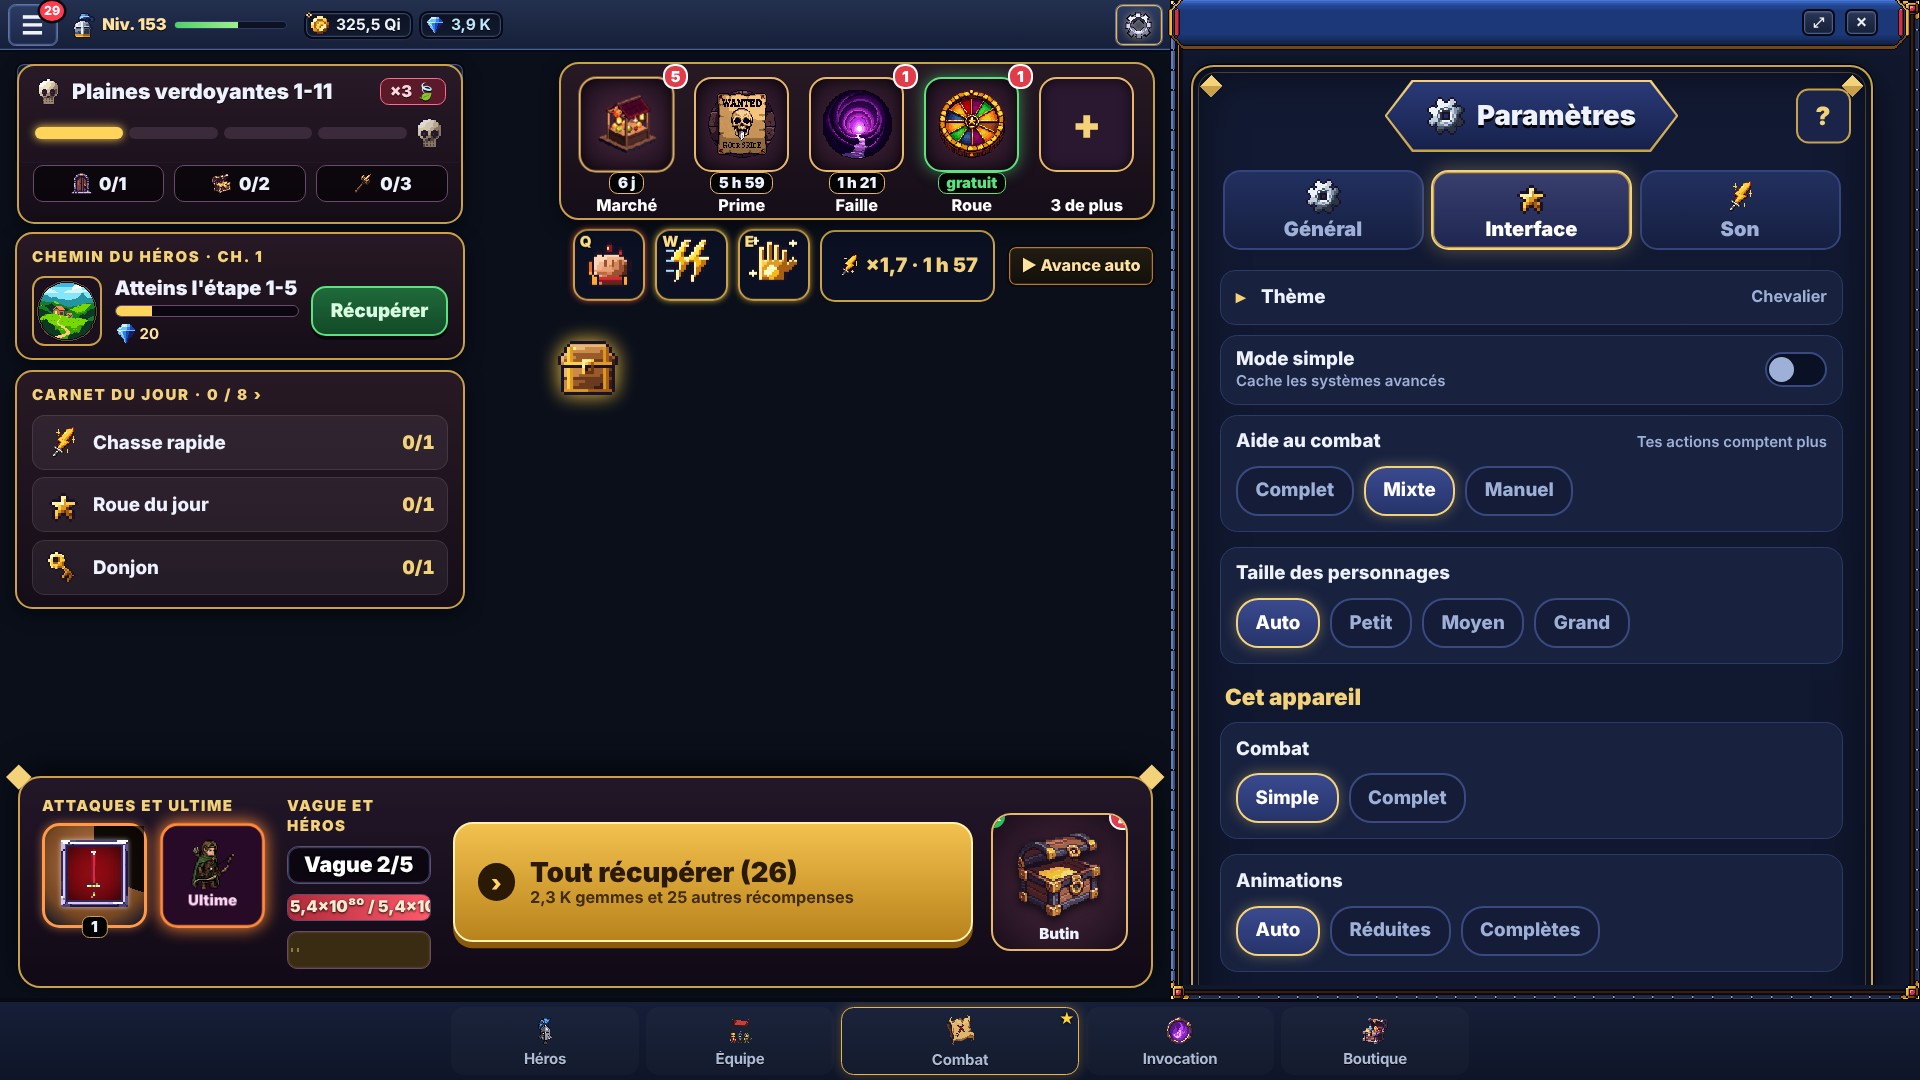 29
Niv. 153
325,5 Qi
3,9 K
Plaines verdoyantes 1-11
×3
0/1
0/2
0/3
CHEMIN DU HÉROS · CH. 1
Atteins l'étape 1-5
20
Récupérer
CARNET DU JOUR · 0 / 8 ›
Chasse rapide 0/1
Roue du jour 0/1
Donjon 0/1
5
1
1
WANTED
6 j
5 h 59
1 h 21
gratuit
Marché
Prime
Faille
Roue
3 de plus
Q
W
E
×1,7 · 1 h 57
Avance auto
ATTAQUES ET ULTIME
1
Ultime
VAGUE ET
HÉROS
Vague 2/5
5,4×10⁸⁰ / 5,4×10
Tout récupérer (26)
2,3 K gemmes et 25 autres récompenses
Butin
Héros
Équipe
Combat
Invocation
Boutique
Paramètres
?
Général
Interface
Son
Thème
Chevalier
Mode simple
Cache les systèmes avancés
Aide au combat
Tes actions comptent plus
Complet
Mixte
Manuel
Taille des personnages
Auto
Petit
Moyen
Grand
Cet appareil
Combat
Simple
Complet
Animations
Auto
Réduites
Complètes